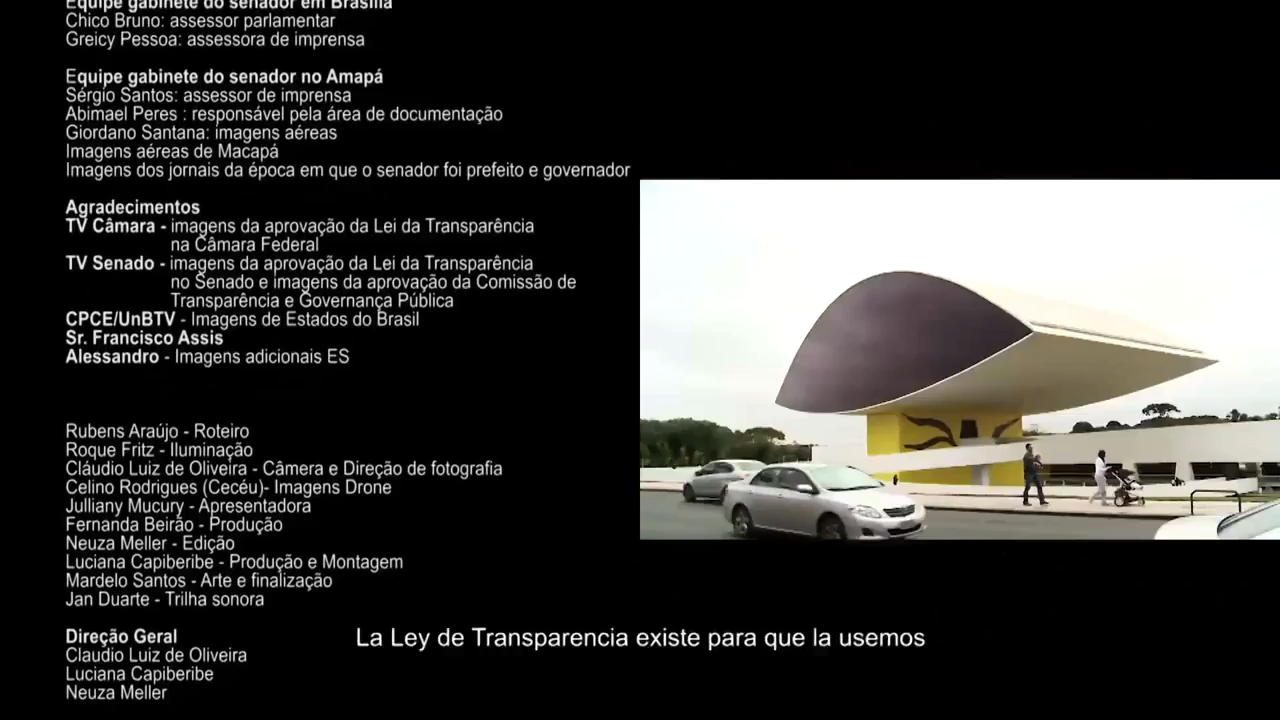 Equipe gabinete do senador em Brasília
Chico Bruno: assessor parlamentar
Greicy Pessoa: assessora de imprensa
Equipe gabinete do senador no Amapá
Sérgio Santos: assessor de imprensa
Abimael Peres : responsável pela área de documentação
Giordano Santana: imagens aéreas
Imagens aéreas de Macapá
Imagens dos jornais da época em que o senador foi prefeito e governador
Agradecimentos
TV Câmara - imagens da aprovação da Lei da Transparência
na Câmara Federal
TV Senado - imagens da aprovação da Lei da Transparência
no Senado e imagens da aprovação da Comissão de
Transparência e Governança Pública
CPCE/UnBTV - Imagens de Estados do Brasil
Sr. Francisco Assis
Alessandro - Imagens adicionais ES
Rubens Araújo - Roteiro
Roque Fritz - Iluminação
Cláudio Luiz de Oliveira - Câmera e Direção de fotografia
Celino Rodrigues (Cecéu)- Imagens Drone
Julliany Mucury - Apresentadora
Fernanda Beirão - Produção
Neuza Meller - Edição
Luciana Capiberibe - Produção e Montagem
Mardelo Santos - Arte e finalização
Jan Duarte - Trilha sonora
Direção Geral
Claudio Luiz de Oliveira
Luciana Capiberibe
Neuza Meller
La Ley de Transparencia existe para que la usemos